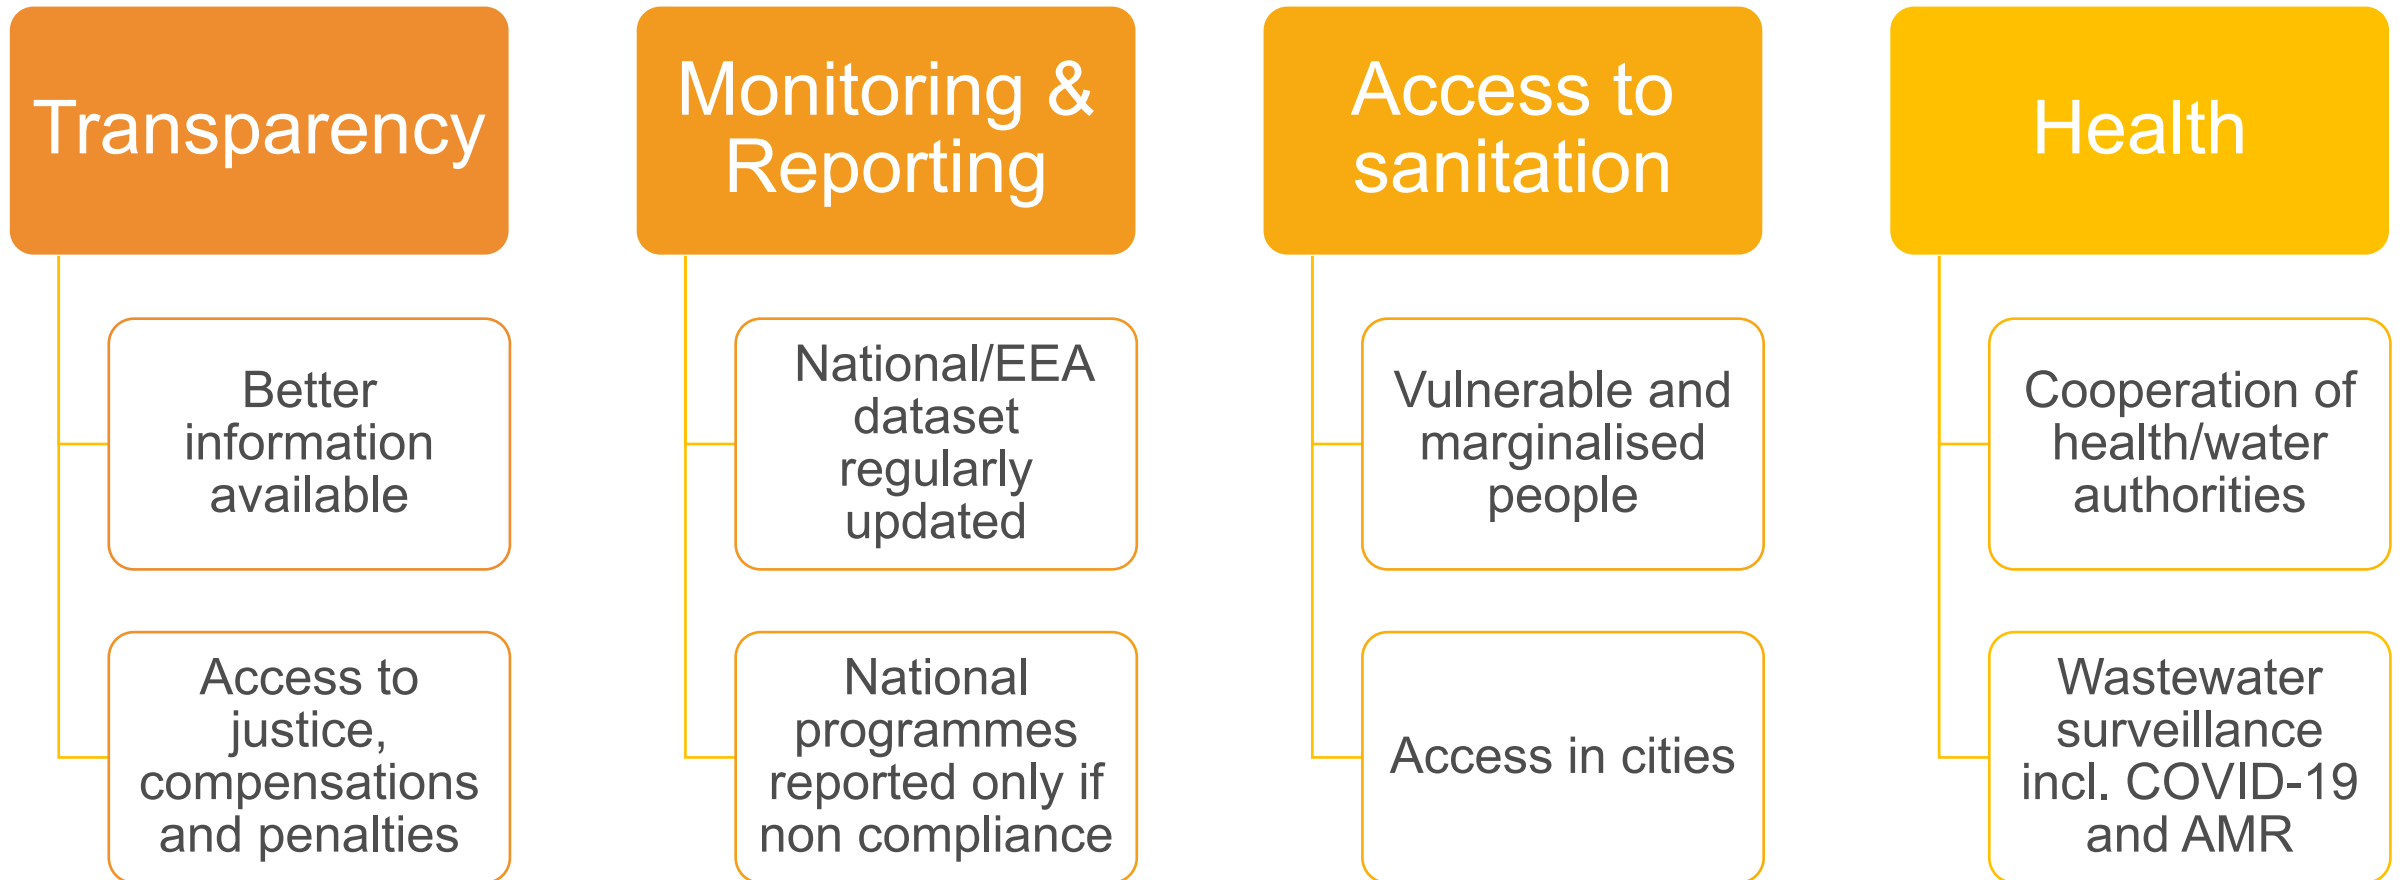 Transparency
Better
information
available
Access to
justice,
compensations
and penalties
Monitoring &
Reporting
National/EEA
dataset
regularly
updated
National
programmes
reported only if
non compliance
Access to
sanitation
Vulnerable and
marginalised
people
Access in cities
Health
Cooperation of
health/water
authorities
Wastewater
surveillance
incl. COVID-19
and AMR